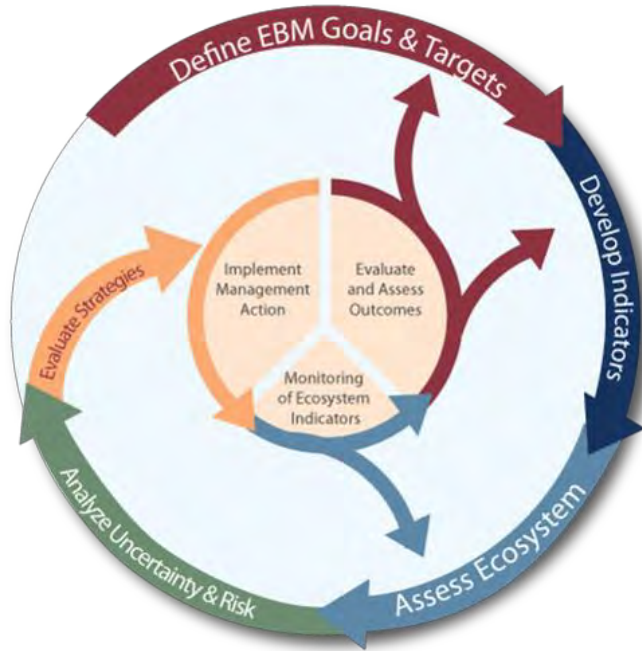 Define EBM Goals & Targets
Develop Indicators
Assess Ecosystem
Analyze Uncertainty & Risk
Evaluate Strategies
Implement
Management
Action
Evaluate
and Assess
Outcomes
Monitoring
of Ecosystem
Indicators